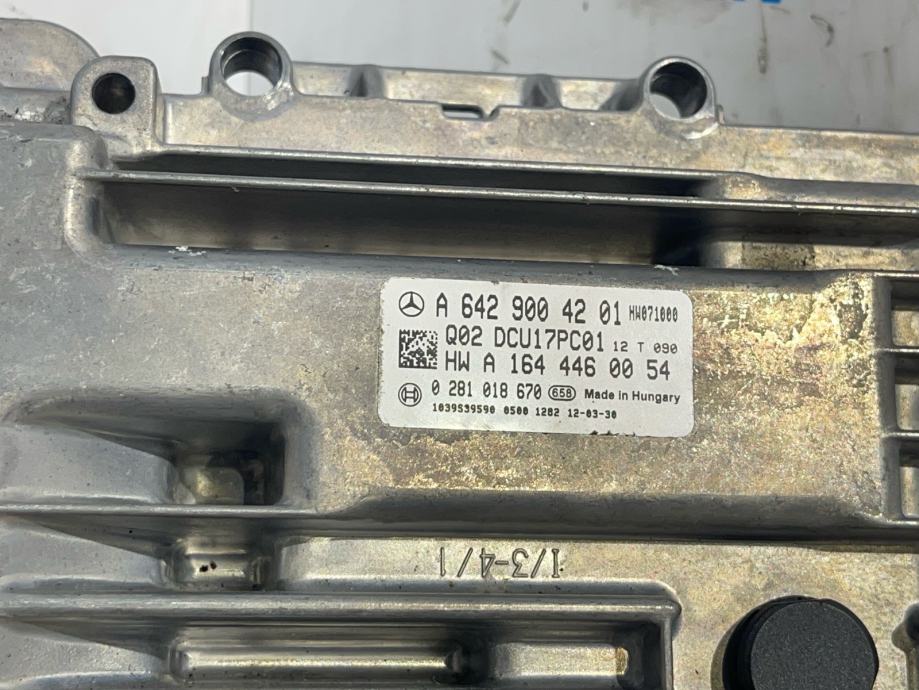 A 642 900 42 01 HW071000
Q02 DCU17PC01 12 T 090
HW A 164 446 00 54
0 281 018 670 658 Made in Hungary
1039S39590 0500 1282 12-03-30
I/3-4/1